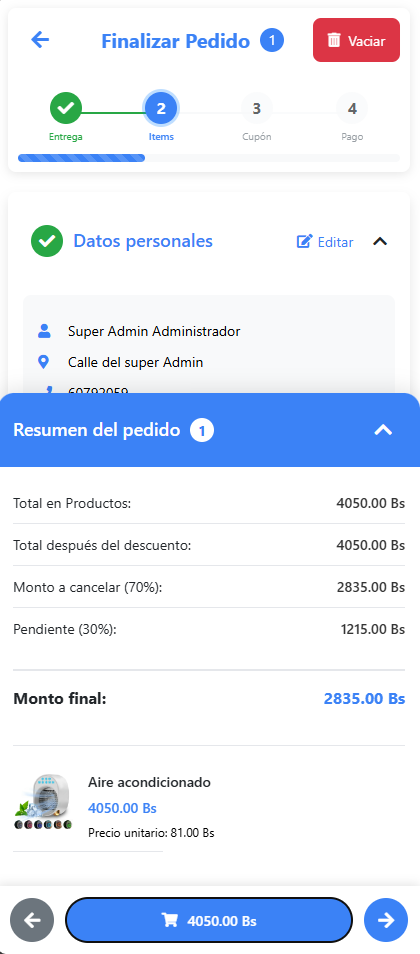 Finalizar Pedido 1
Vaciar
2
3
4
Entrega
Items
Cupón
Pago
Datos personales
Editar
Super Admin Administrador
Calle del super Admin
60792059
Resumen del pedido 1
Total en Productos: 4050.00 Bs
Total después del descuento: 4050.00 Bs
Monto a cancelar (70%): 2835.00 Bs
Pendiente (30%): 1215.00 Bs
Monto final: 2835.00 Bs
Aire acondicionado
4050.00 Bs
Precio unitario: 81.00 Bs
4050.00 Bs